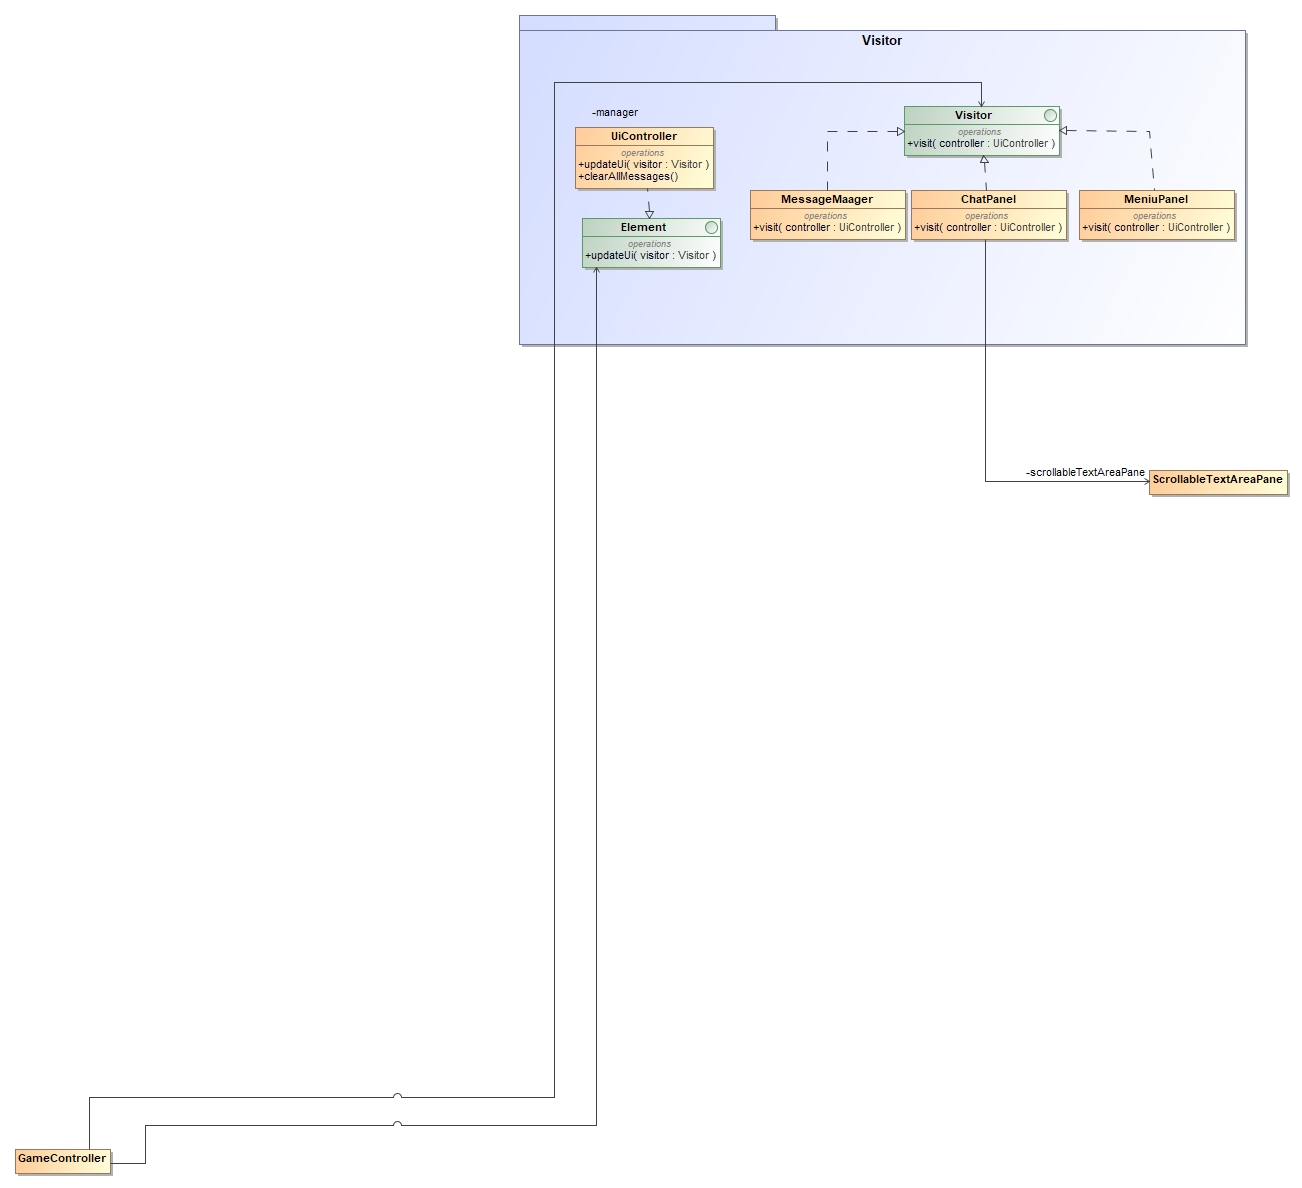 Visitor
-manager
UiController
operations
+updateUi( visitor : Visitor )
+clearAllMessages()
Element
operations
+updateUi( visitor : Visitor )
Visitor
operations
+visit( controller : UiController )
MessageMaager
operations
+visit( controller : UiController )
ChatPanel
operations
+visit( controller : UiController )
MeniuPanel
operations
+visit( controller : UiController )
-scrollableTextAreaPane
ScrollableTextAreaPane
GameController